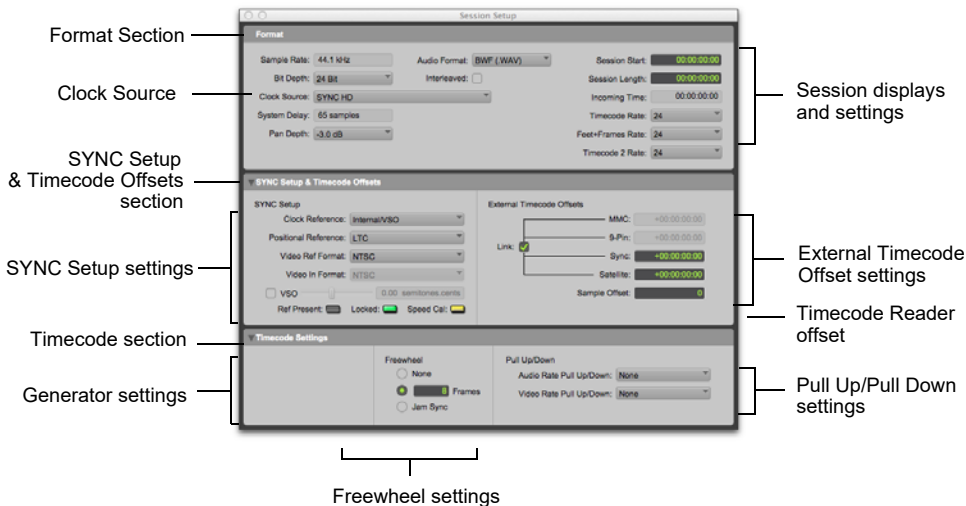 Session Setup
Format Section
Format
Sample Rate: 44.1 kHz
Audio Format: BWF (.WAV)
Session Start: 00:00:00:00
Bit Depth: 24 Bit
Interleaved:
Session Length: 00:00:00:00
Clock Source
Clock Source: SYNC HD
Incoming Time: 00:00:00:00
System Delay: 65 samples
Timecode Rate: 24
Pan Depth: -3.0 dB
Feet+Frames Rate: 24
Timecode 2 Rate: 24
Session displays
and settings
SYNC Setup
& Timecode Offsets
section
SYNC Setup & Timecode Offsets
SYNC Setup settings
SYNC Setup
Clock Reference: Internal/VSO
Positional Reference: LTC
Video Ref Format: NTSC
Video In Format: NTSC
VSO 0.00 semitones.cents
Ref Present: Locked: Speed Cal:
External Timecode Offsets
Link:
MMC: +00:00:00:00
9-Pin: +00:00:00:00
Sync: +00:00:00:00
Satellite: +00:00:00:00
Sample Offset: 0
External Timecode
Offset settings
Timecode Reader
offset
Timecode section
Timecode Settings
Generator settings
Freewheel
None
8 Frames
Jam Sync
Pull Up/Down
Audio Rate Pull Up/Down: None
Video Rate Pull Up/Down: None
Pull Up/Pull Down
settings
Freewheel settings